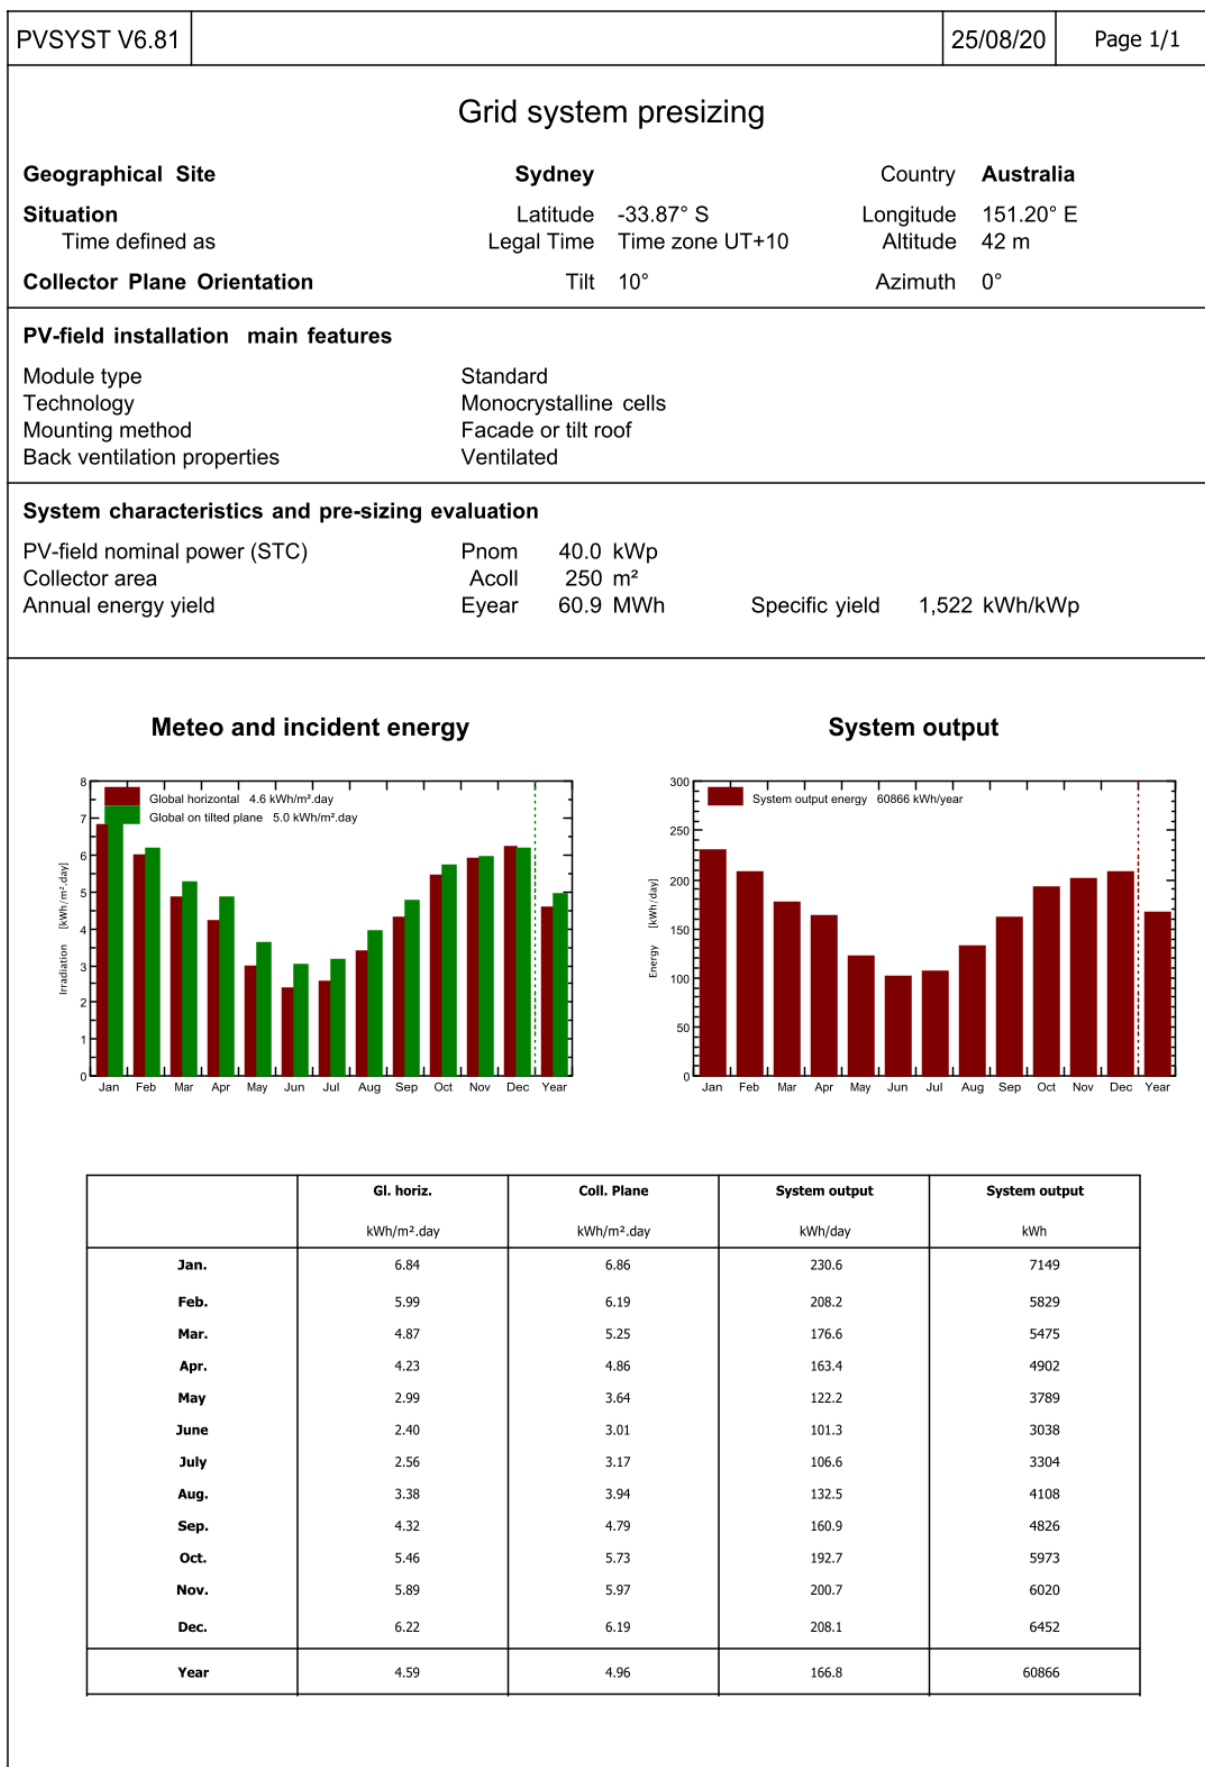 PVSYST V6.81 25/08/20 Page 1/1
Grid system presizing
Geographical Site Sydney Country Australia
Situation Latitude -33.87° S Longitude 151.20° E
Time defined as Legal Time Time zone UT+10 Altitude 42 m
Collector Plane Orientation Tilt 10° Azimuth 0°
PV-field installation main features
Module type Standard
Technology Monocrystalline cells
Mounting method Facade or tilt roof
Back ventilation properties Ventilated
System characteristics and pre-sizing evaluation
PV-field nominal power (STC) Pnom 40.0 kWp
Collector area Acoll 250 m²
Annual energy yield Eyear 60.9 MWh Specific yield 1,522 kWh/kWp
Meteo and incident energy
8
7
6
5
4
3
2
1
0
Irradiation [kWh/m².day]
Global horizontal 4.6 kWh/m².day
Global on tilted plane 5.0 kWh/m².day
Jan Feb Mar Apr May Jun Jul Aug Sep Oct Nov Dec Year
System output
300
250
200
150
100
50
0
Energy [kWh/day]
System output energy 60866 kWh/year
Jan Feb Mar Apr May Jun Jul Aug Sep Oct Nov Dec Year
Gl. horiz. Coll. Plane System output System output
kWh/m².day kWh/m².day kWh/day kWh
Jan. 6.84 6.86 230.6 7149
Feb. 5.99 6.19 208.2 5829
Mar. 4.87 5.25 176.6 5475
Apr. 4.23 4.86 163.4 4902
May 2.99 3.64 122.2 3789
June 2.40 3.01 101.3 3038
July 2.56 3.17 106.6 3304
Aug. 3.38 3.94 132.5 4108
Sep. 4.32 4.79 160.9 4826
Oct. 5.46 5.73 192.7 5973
Nov. 5.89 5.97 200.7 6020
Dec. 6.22 6.19 208.1 6452
Year 4.59 4.96 166.8 60866